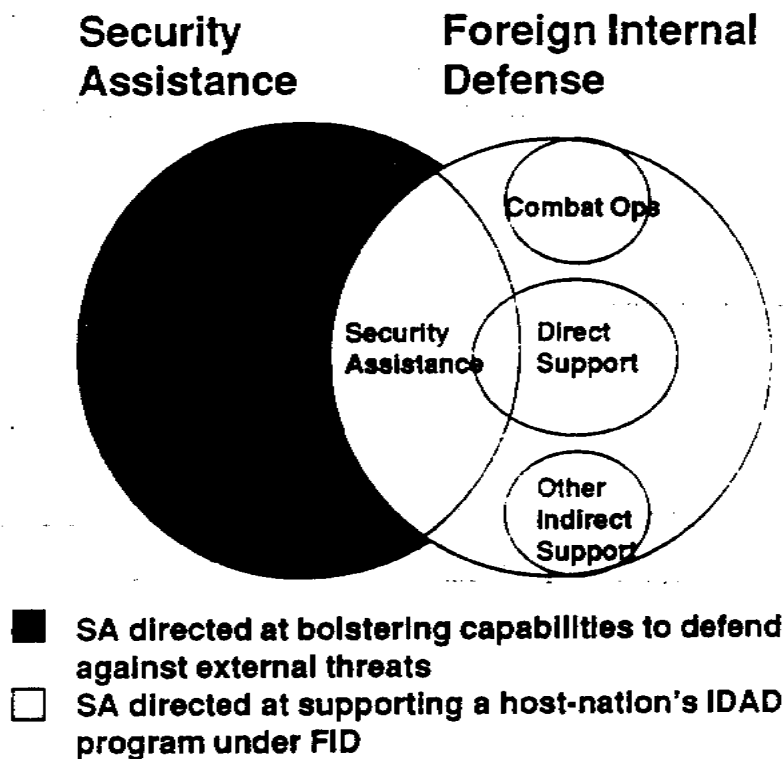 Security
Assistance
Foreign Internal
Defense
Combat Ops
Security
Assistance
Direct
Support
Other
Indirect
Support
SA directed at bolstering capabilities to defend
against external threats
SA directed at supporting a host-nation's IDAD
program under FID